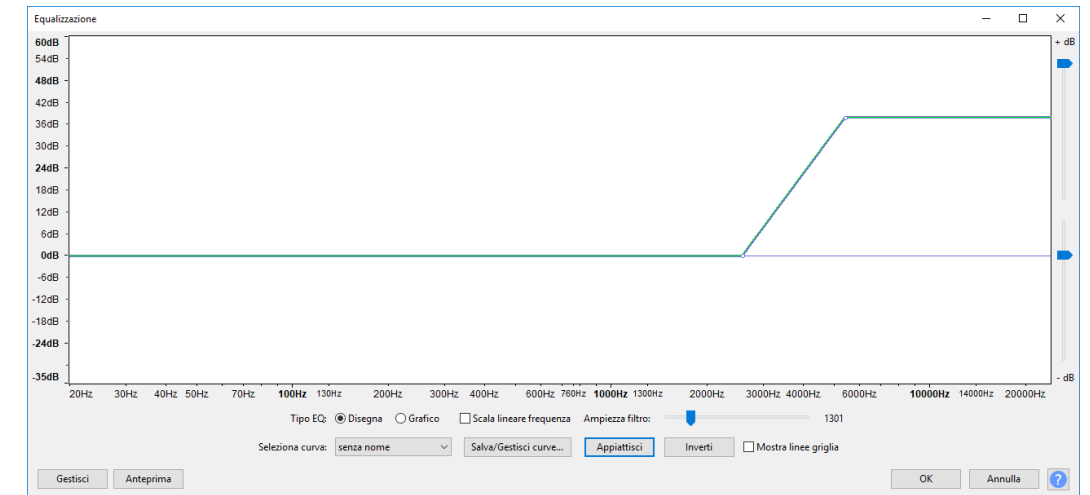 Equalizzazione
60dB
+ dB
54dB
48dB
42dB
36dB
30dB
24dB
18dB
12dB
6dB
0dB
-6dB
-12dB
-18dB
-24dB
-35dB
- dB
20Hz 30Hz 40Hz 50Hz 70Hz 100Hz 130Hz 200Hz 300Hz 400Hz 600Hz 760Hz 1000Hz 1300Hz 2000Hz 3000Hz 4000Hz 6000Hz 10000Hz 14000Hz 20000Hz
Tipo EQ: Disegna Grafico Scala lineare frequenza Ampiezza filtro: 1301
Seleziona curva: senza nome Salva/Gestisci curve... Appiattisci Inverti Mostra linee griglia
Gestisci Anteprima OK Annulla ?